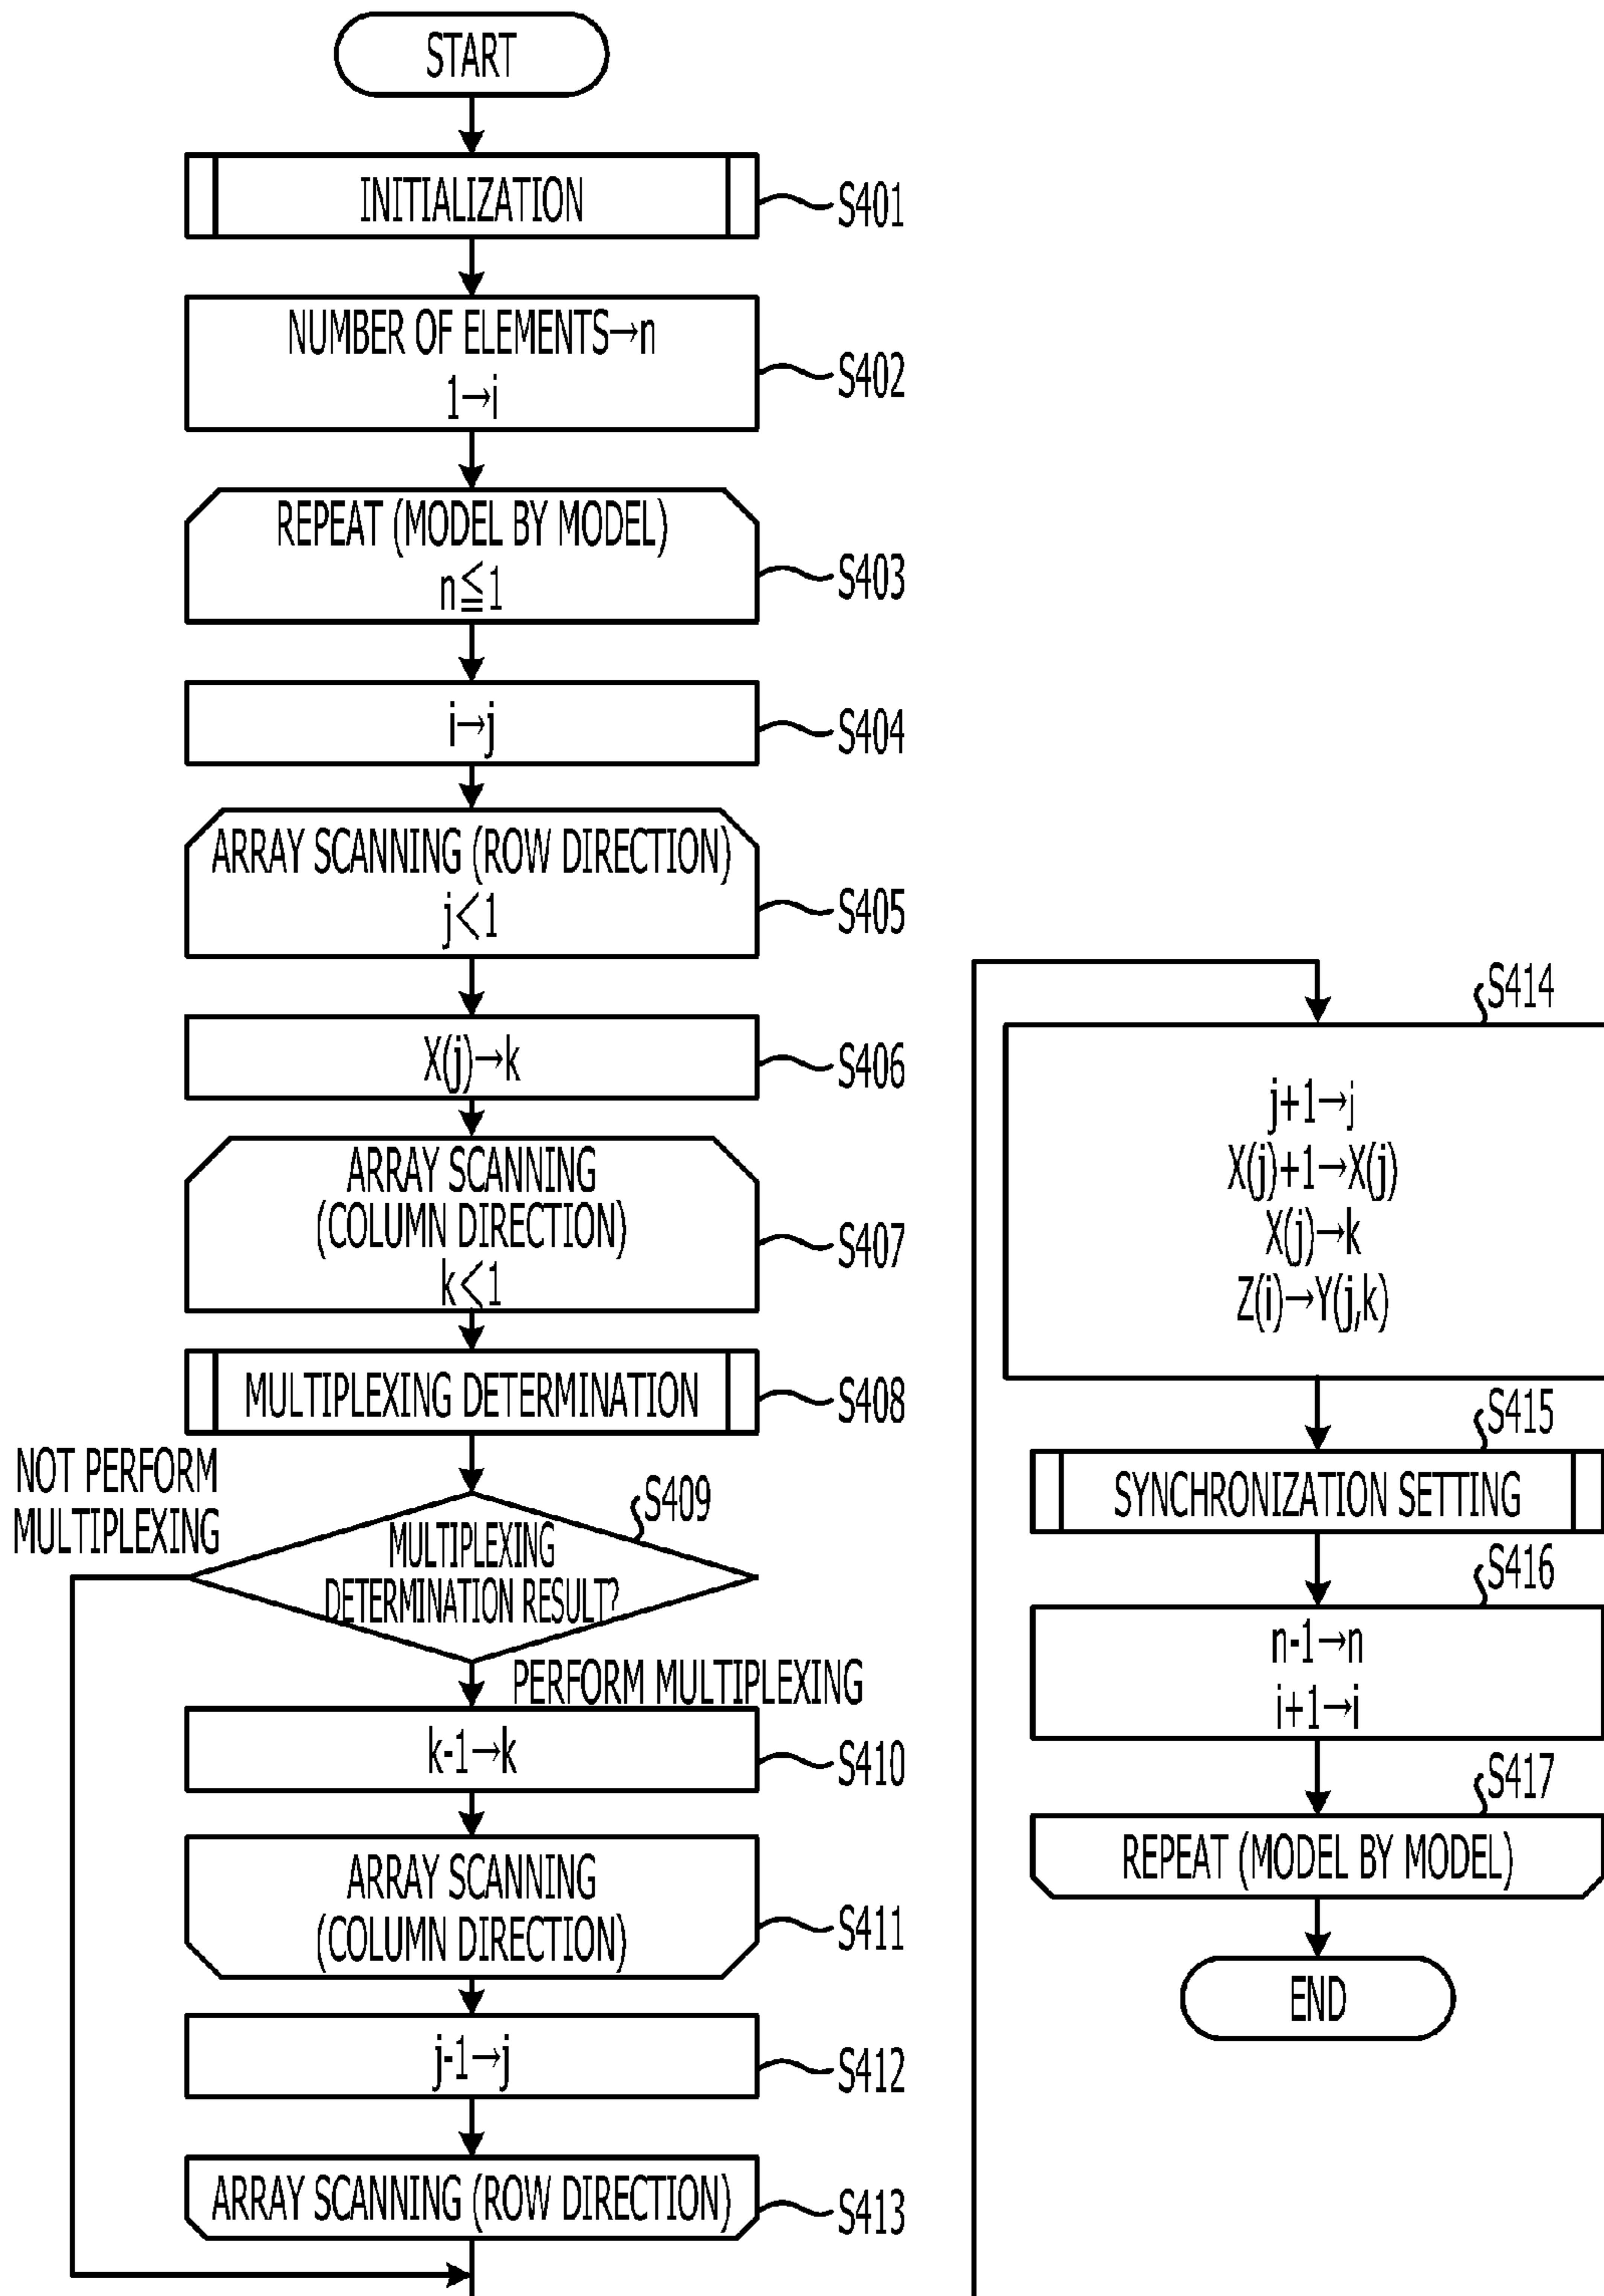 START
INITIALIZATION
S401
NUMBER OF ELEMENTS→n
1→i
S402
REPEAT (MODEL BY MODEL)
n≦1
S403
i→j
S404
ARRAY SCANNING (ROW DIRECTION)
j<1
S405
X(j)→k
S406
ARRAY SCANNING
(COLUMN DIRECTION)
k<1
S407
MULTIPLEXING DETERMINATION
S408
NOT PERFORM
MULTIPLEXING
S409
MULTIPLEXING
DETERMINATION RESULT?
PERFORM MULTIPLEXING
k-1→k
S410
ARRAY SCANNING
(COLUMN DIRECTION)
S411
j-1→j
S412
ARRAY SCANNING (ROW DIRECTION)
S413
S414
j+1→j
X(j)+1→X(j)
X(j)→k
Z(i)→Y(j,k)
S415
SYNCHRONIZATION SETTING
S416
n-1→n
i+1→i
S417
REPEAT (MODEL BY MODEL)
END